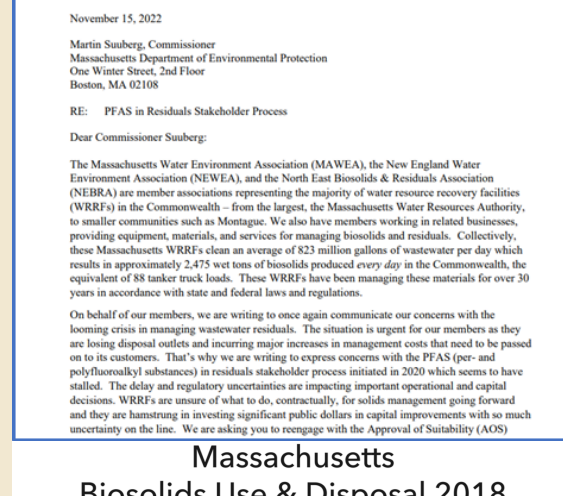 November 15, 2022
Martin Suuberg, Commissioner
Massachusetts Department of Environmental Protection
One Winter Street, 2nd Floor
Boston, MA 02108
RE: PFAS in Residuals Stakeholder Process
Dear Commissioner Suuberg:
The Massachusetts Water Environment Association (MAWEA), the New England Water
Environment Association (NEWEA), and the North East Biosolids & Residuals Association
(NEBRA) are member associations representing the majority of water resource recovery facilities
(WRRFs) in the Commonwealth – from the largest, the Massachusetts Water Resources Authority,
to smaller communities such as Montague. We also have members working in related businesses,
providing equipment, materials, and services for managing biosolids and residuals. Collectively,
these Massachusetts WRRFs clean an average of 823 million gallons of wastewater per day which
results in approximately 2,475 wet tons of biosolids produced every day in the Commonwealth, the
equivalent of 88 tanker truck loads. These WRRFs have been managing these materials for over 30
years in accordance with state and federal laws and regulations.
On behalf of our members, we are writing to once again communicate our concerns with the
looming crisis in managing wastewater residuals. The situation is urgent for our members as they
are losing disposal outlets and incurring major increases in management costs that need to be passed
on to its customers. That's why we are writing to express concerns with the PFAS (per- and
polyfluoroalkyl substances) in residuals stakeholder process initiated in 2020 which seems to have
stalled. The delay and regulatory uncertainties are impacting important operational and capital
decisions. WRRFs are unsure of what to do, contractually, for solids management going forward
and they are hamstrung in investing significant public dollars in capital improvements with so much
uncertainty on the line. We are asking you to reengage with the Approval of Suitability (AOS)
Massachusetts
Biosolids Use & Disposal 2018